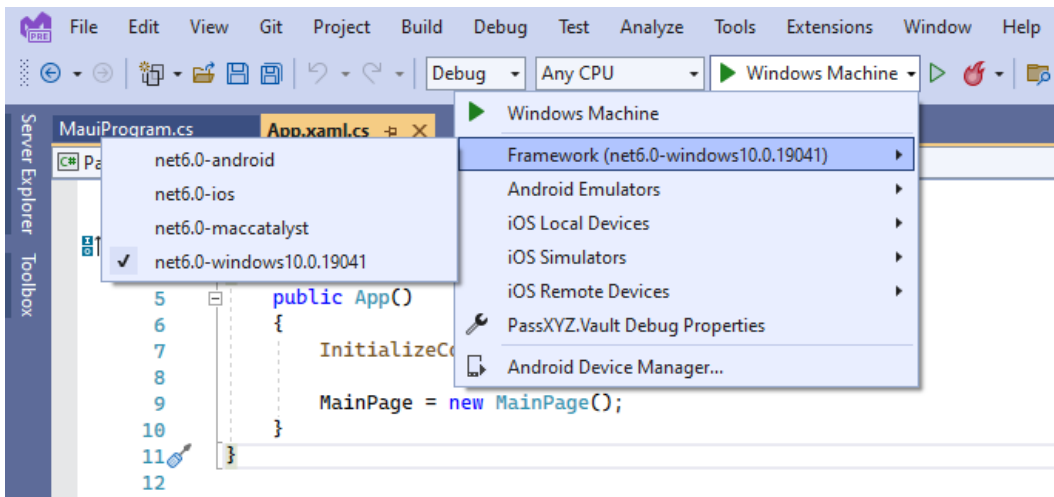 PRE File Edit View Git Project Build Debug Test Analyze Tools Extensions Window Help
Debug Any CPU Windows Machine
Server Explorer
Toolbox
MauiProgram.cs App.xaml.cs
C# Pa
Windows Machine
Framework (net6.0-windows10.0.19041)
Android Emulators
iOS Local Devices
iOS Simulators
iOS Remote Devices
PassXYZ.Vault Debug Properties
Android Device Manager...
net6.0-android
net6.0-ios
net6.0-maccatalyst
net6.0-windows10.0.19041
5 public App()
6 {
7 InitializeCo
8
9 MainPage = new MainPage();
10 }
11 }
12